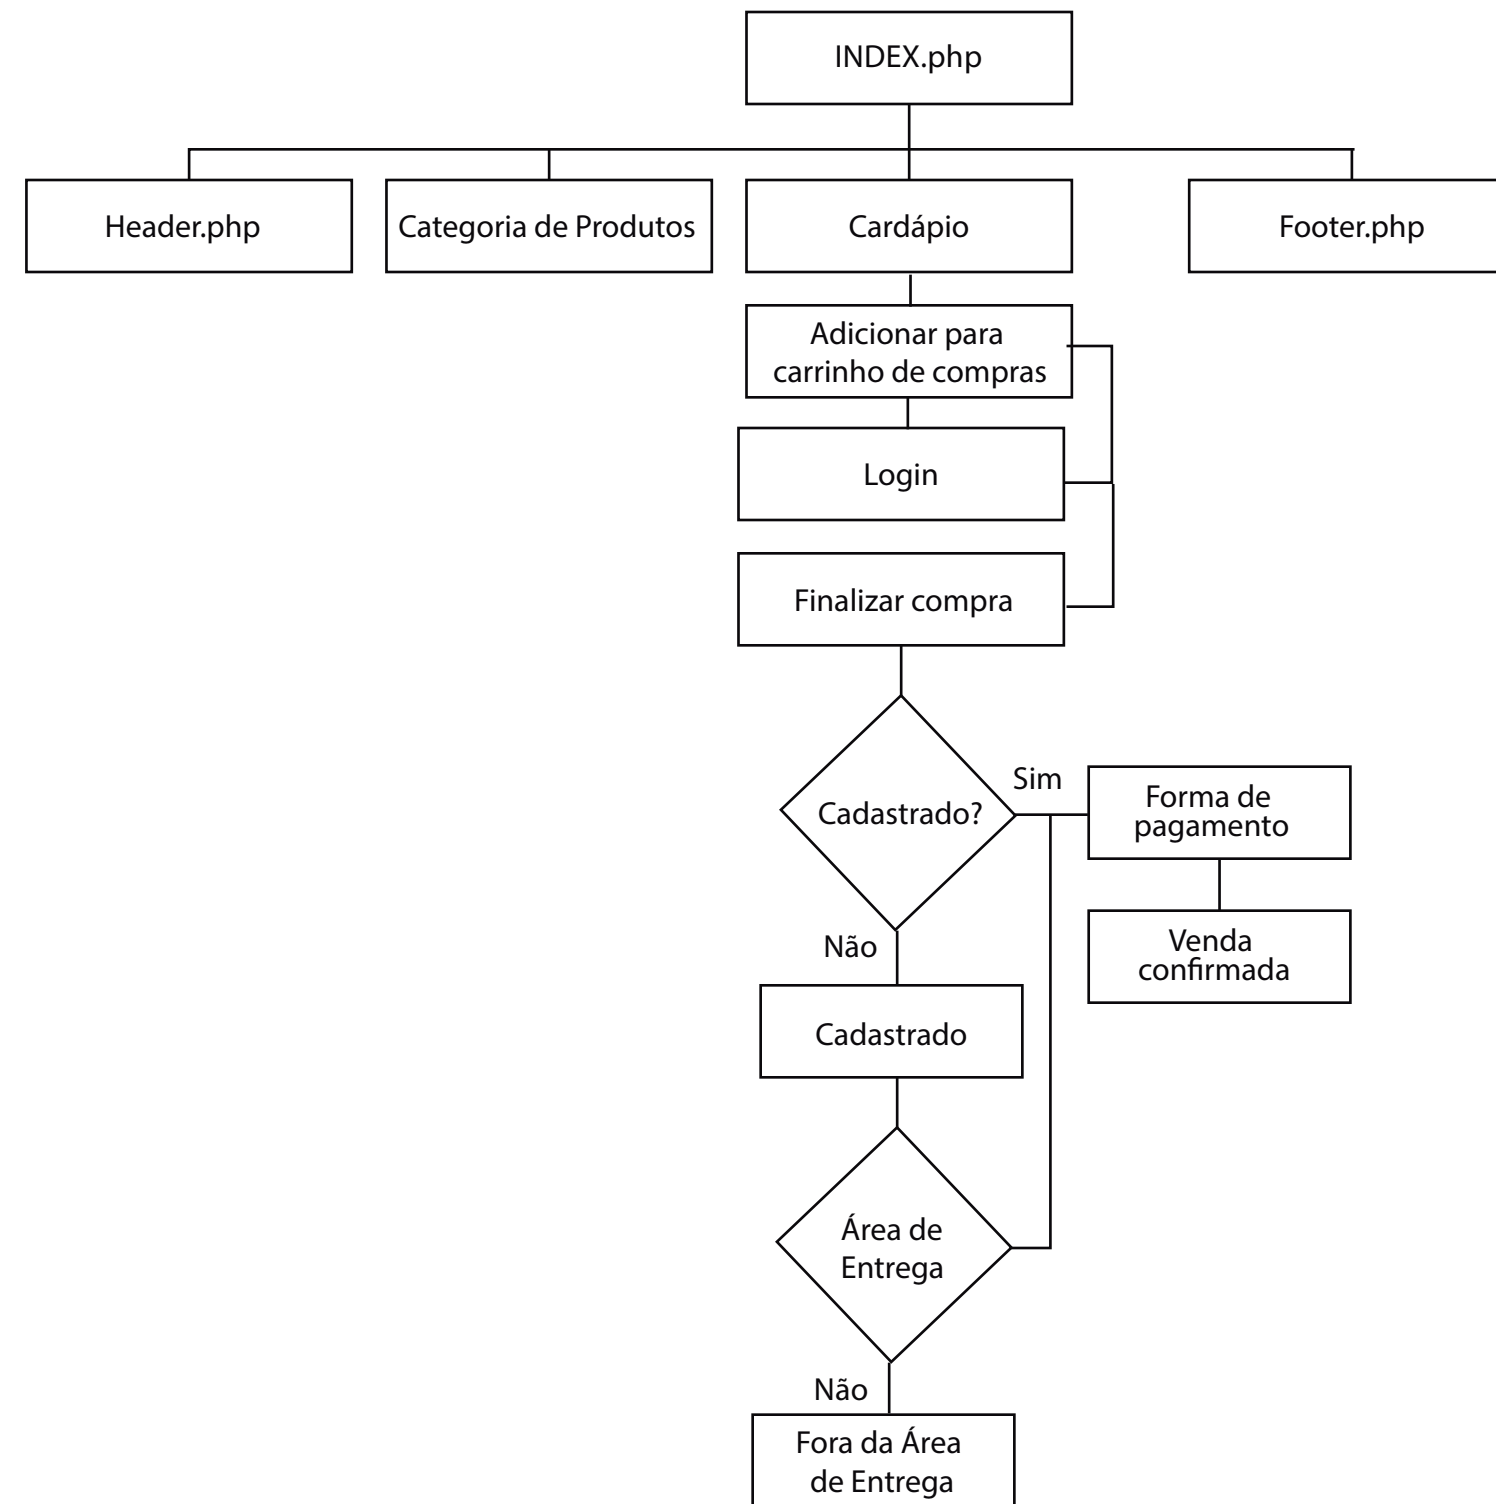 INDEX.php
Header.php
Categoria de Produtos
Cardápio
Footer.php
Adicionar para
carrinho de compras
Login
Finalizar compra
Cadastrado?
Sim
Forma de
pagamento
Venda
confirmada
Não
Cadastrado
Área de
Entrega
Não
Fora da Área
de Entrega